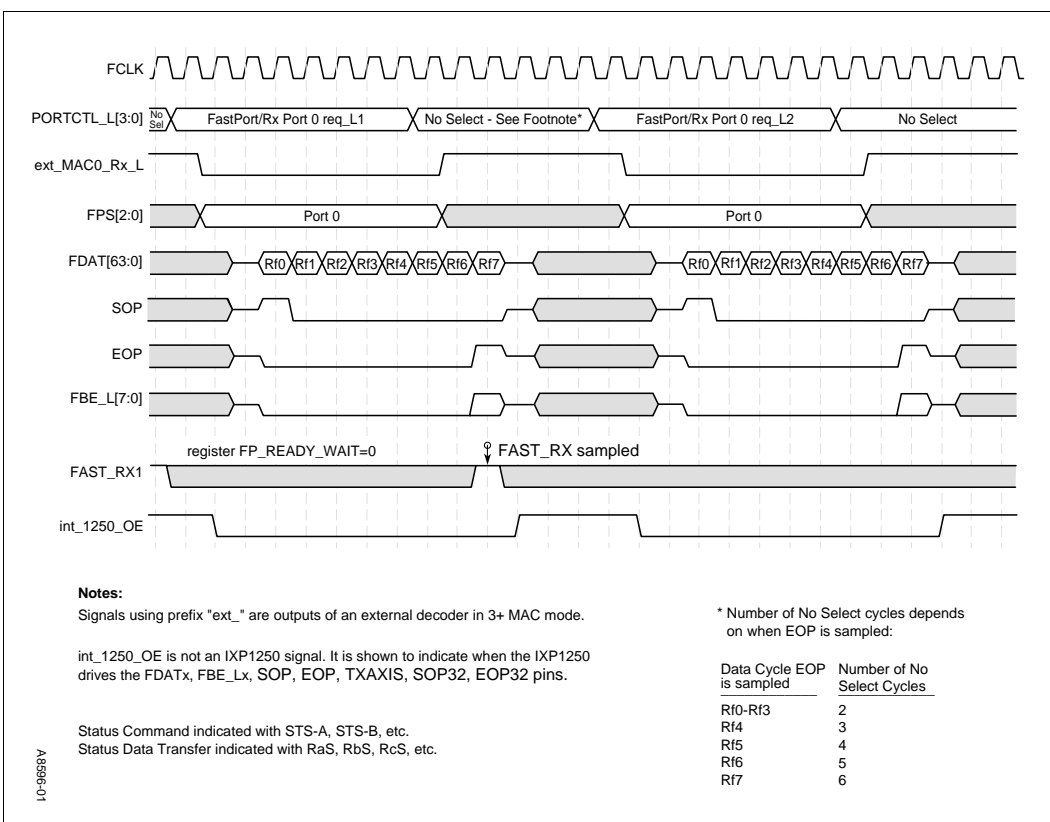 FCLK
PORTCTL_L[3:0]
No
Sel
FastPort/Rx Port 0 req_L1
No Select - See Footnote*
FastPort/Rx Port 0 req_L2
No Select
ext_MAC0_Rx_L
FPS[2:0]
Port 0
Port 0
FDAT[63:0]
Rf0 Rf1 Rf2 Rf3 Rf4 Rf5 Rf6 Rf7
Rf0 Rf1 Rf2 Rf3 Rf4 Rf5 Rf6 Rf7
SOP
EOP
FBE_L[7:0]
register FP_READY_WAIT=0
FAST_RX sampled
FAST_RX1
int_1250_OE
Notes:
Signals using prefix "ext_" are outputs of an external decoder in 3+ MAC mode.
int_1250_OE is not an IXP1250 signal. It is shown to indicate when the IXP1250
drives the FDATx, FBE_Lx, SOP, EOP, TXAXIS, SOP32, EOP32 pins.
Status Command indicated with STS-A, STS-B, etc.
Status Data Transfer indicated with RaS, RbS, RcS, etc.
* Number of No Select cycles depends
on when EOP is sampled:
Data Cycle EOP
is sampled
Number of No
Select Cycles
Rf0-Rf3 2
Rf4 3
Rf5 4
Rf6 5
Rf7 6
A8596-01